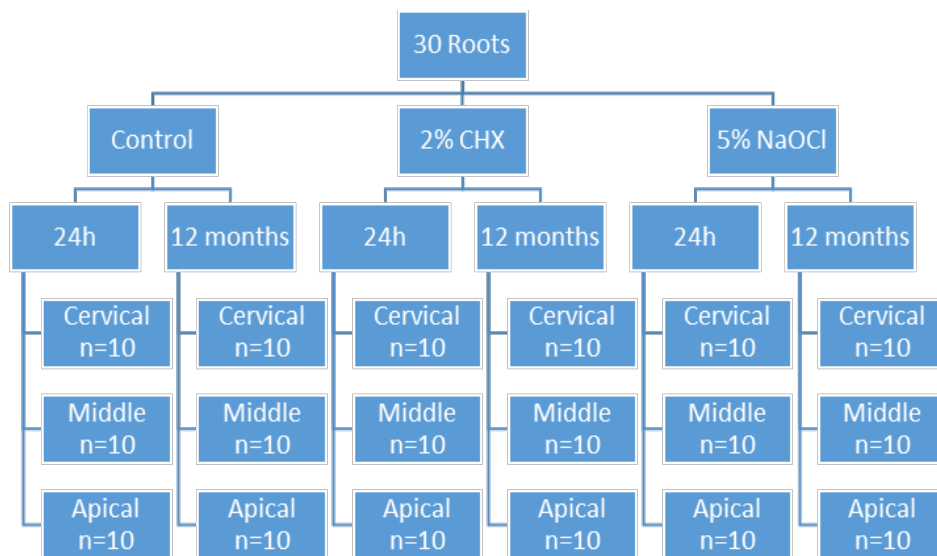 30 Roots
Control
2% CHX
5% NaOCl
24h
12 months
24h
12 months
24h
12 months
Cervical
n=10
Cervical
n=10
Cervical
n=10
Cervical
n=10
Cervical
n=10
Cervical
n=10
Middle
n=10
Middle
n=10
Middle
n=10
Middle
n=10
Middle
n=10
Middle
n=10
Apical
n=10
Apical
n=10
Apical
n=10
Apical
n=10
Apical
n=10
Apical
n=10